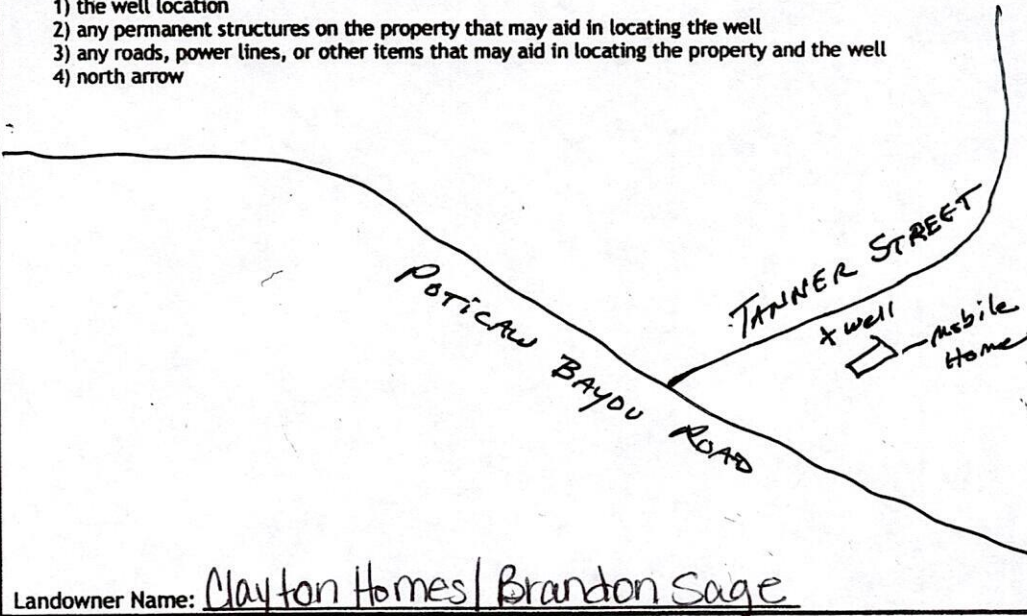 1) the well location
2) any permanent structures on the property that may aid in locating the well
3) any roads, power lines, or other items that may aid in locating the property and the well
4) north arrow
TANNER STREET
x well
mobile
Home
POTICAW BAYOU ROAD
Landowner Name: Clayton Homes/ Brandon Sage